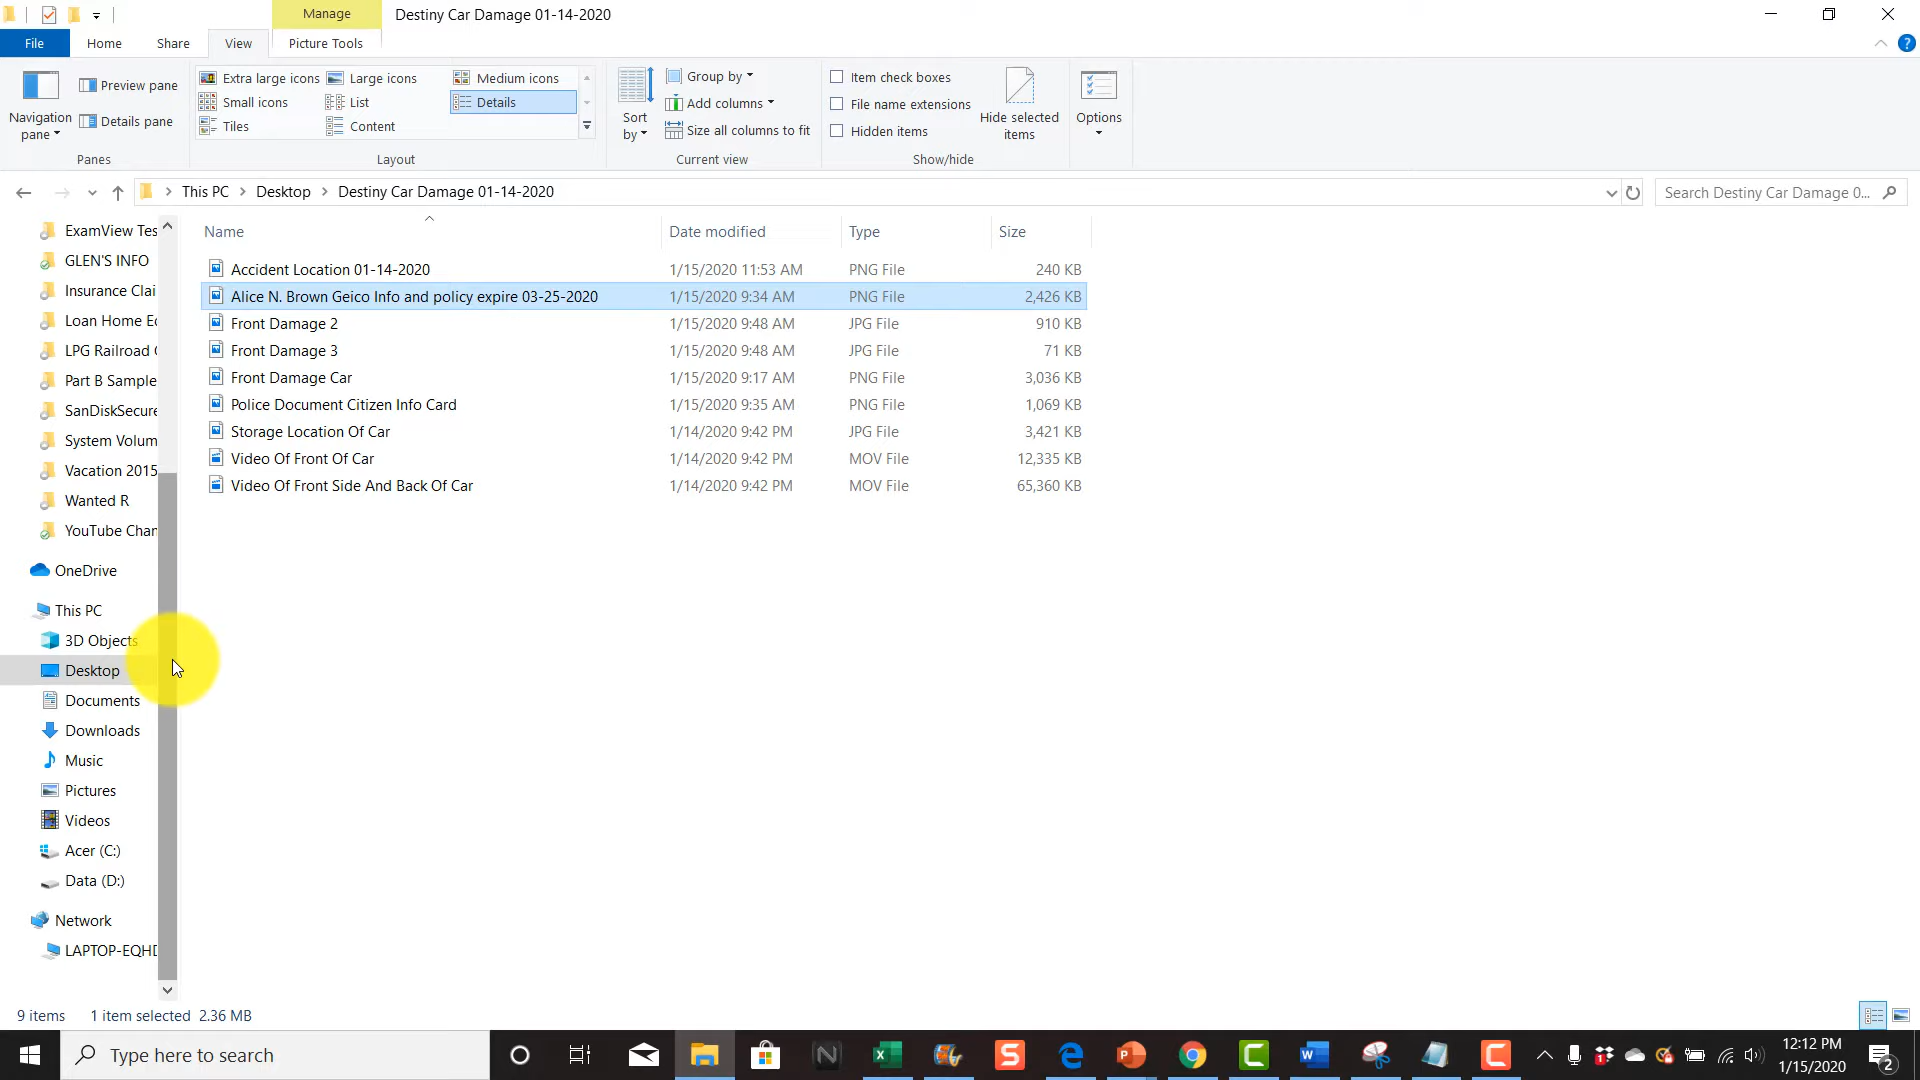 Manage
Destiny Car Damage 01-14-2020
File
Home
Share
View
Picture Tools
Navigation pane
Preview pane
Details pane
Panes
Extra large icons
Large icons
Medium icons
Small icons
List
Details
Tiles
Content
Layout
Sort by
Group by
Add columns
Size all columns to fit
Current view
Item check boxes
File name extensions
Hidden items
Hide selected items
Show/hide
Options
This PC
Desktop
Destiny Car Damage 01-14-2020
Search Destiny Car Damage 0...
ExamView Tes
GLEN'S INFO
Insurance Clai
Loan Home Ec
LPG Railroad
Part B Sample
SanDiskSecure
System Volum
Vacation 2015
Wanted R
YouTube Chan
OneDrive
This PC
3D Objects
Desktop
Documents
Downloads
Music
Pictures
Videos
Acer (C:)
Data (D:)
Network
LAPTOP-EQHD
Name Date modified Type Size
Accident Location 01-14-2020 1/15/2020 11:53 AM PNG File 240 KB
Alice N. Brown Geico Info and policy expire 03-25-2020 1/15/2020 9:34 AM PNG File 2,426 KB
Front Damage 2 1/15/2020 9:48 AM JPG File 910 KB
Front Damage 3 1/15/2020 9:48 AM JPG File 71 KB
Front Damage Car 1/15/2020 9:17 AM PNG File 3,036 KB
Police Document Citizen Info Card 1/15/2020 9:35 AM PNG File 1,069 KB
Storage Location Of Car 1/14/2020 9:42 PM JPG File 3,421 KB
Video Of Front Of Car 1/14/2020 9:42 PM MOV File 12,335 KB
Video Of Front Side And Back Of Car 1/14/2020 9:42 PM MOV File 65,360 KB
9 items 1 item selected 2.36 MB
Type here to search
12:12 PM
1/15/2020
2